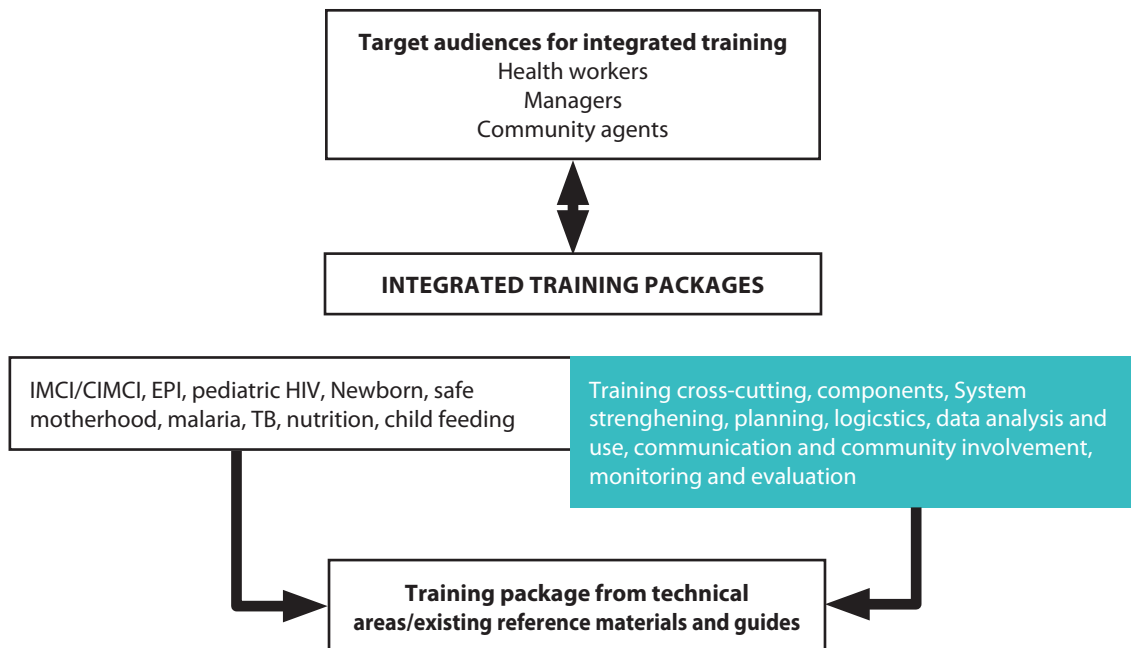 Target audiences for integrated training
Health workers
Managers
Community agents
INTEGRATED TRAINING PACKAGES
IMCI/CIMCI, EPI, pediatric HIV, Newborn, safe
motherhood, malaria, TB, nutrition, child feeding
Training cross-cutting, components, System
strenghening, planning, logicstics, data analysis and
use, communication and community involvement,
monitoring and evaluation
Training package from technical
areas/existing reference materials and guides